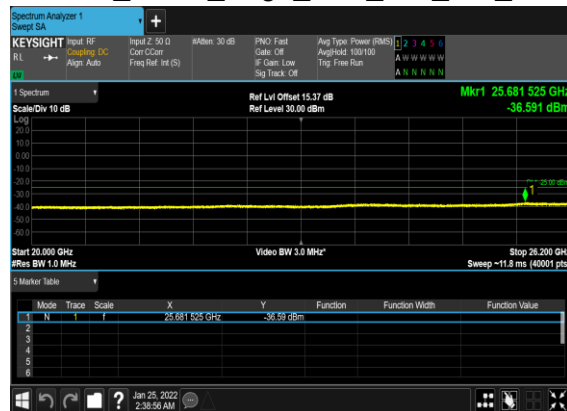 Spectrum Analyzer 1
Swept SA
+
KEYSIGHT Input: RF Input Z: 50 Ω #Atten: 30 dB PNO: Fast Avg Type: Power (RMS) 1 2 3 4 5 6
RL Coupling: DC Corr CCorr Gate: Off Avg|Hold: 100/100 A W W W W W
Align: Auto Freq Ref: Int (S) IF Gain: Low Trig: Free Run
Sig Track: Off A N N N N N
1 Spectrum Ref Lvl Offset 15.37 dB Mkr1 25.681 525 GHz
Scale/Div 10 dB Ref Level 30.00 dBm -36.591 dBm
Log
20.0
10.0
0.00
-10.0
-20.0
-25.00 dBm
-30.0
1
-40.0
-50.0
-60.0
Start 20.000 GHz Video BW 3.0 MHz* Stop 26.200 GHz
#Res BW 1.0 MHz Sweep ~11.8 ms (40001 pts)
5 Marker Table
Mode Trace Scale X Y Function Function Width Function Value
1 N 1 f 25.681 525 GHz -36.59 dBm
2
3
4
5
6
? Jan 25, 2022
2:38:56 AM